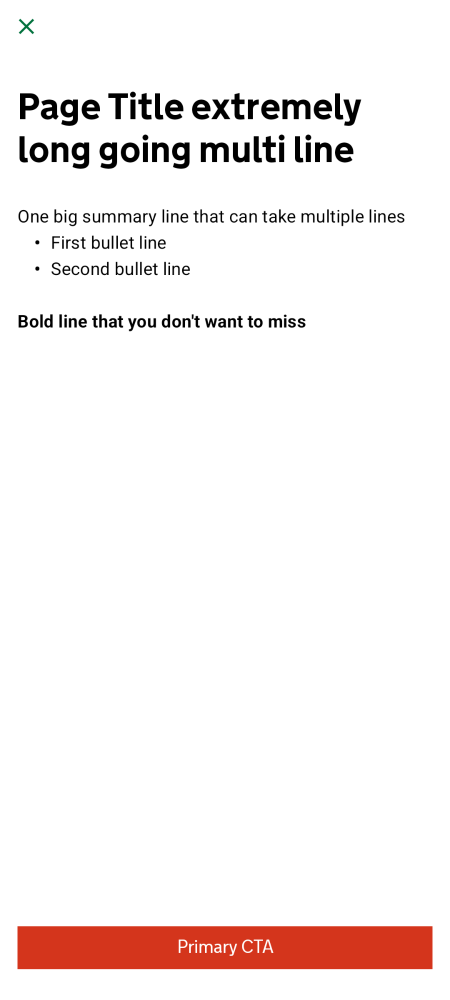 Page Title extremely
long going multi line
One big summary line that can take multiple lines
• First bullet line
• Second bullet line
Bold line that you don't want to miss
Primary CTA